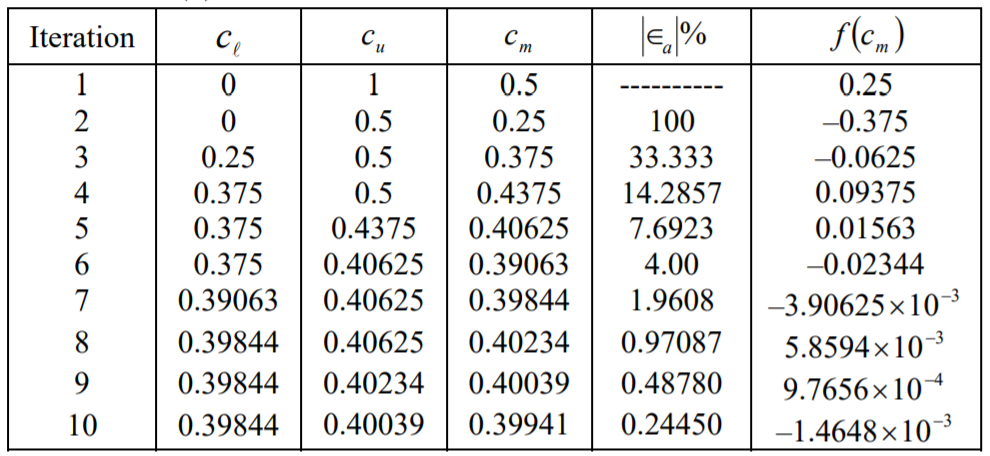 Iteration c_ℓ c_u c_m |∈_a|% f(c_m)
1 0 1 0.5 ---------- 0.25
2 0 0.5 0.25 100 –0.375
3 0.25 0.5 0.375 33.333 –0.0625
4 0.375 0.5 0.4375 14.2857 0.09375
5 0.375 0.4375 0.40625 7.6923 0.01563
6 0.375 0.40625 0.39063 4.00 –0.02344
7 0.39063 0.40625 0.39844 1.9608 –3.90625×10⁻³
8 0.39844 0.40625 0.40234 0.97087 5.8594×10⁻³
9 0.39844 0.40234 0.40039 0.48780 9.7656×10⁻⁴
10 0.39844 0.40039 0.39941 0.24450 –1.4648×10⁻³